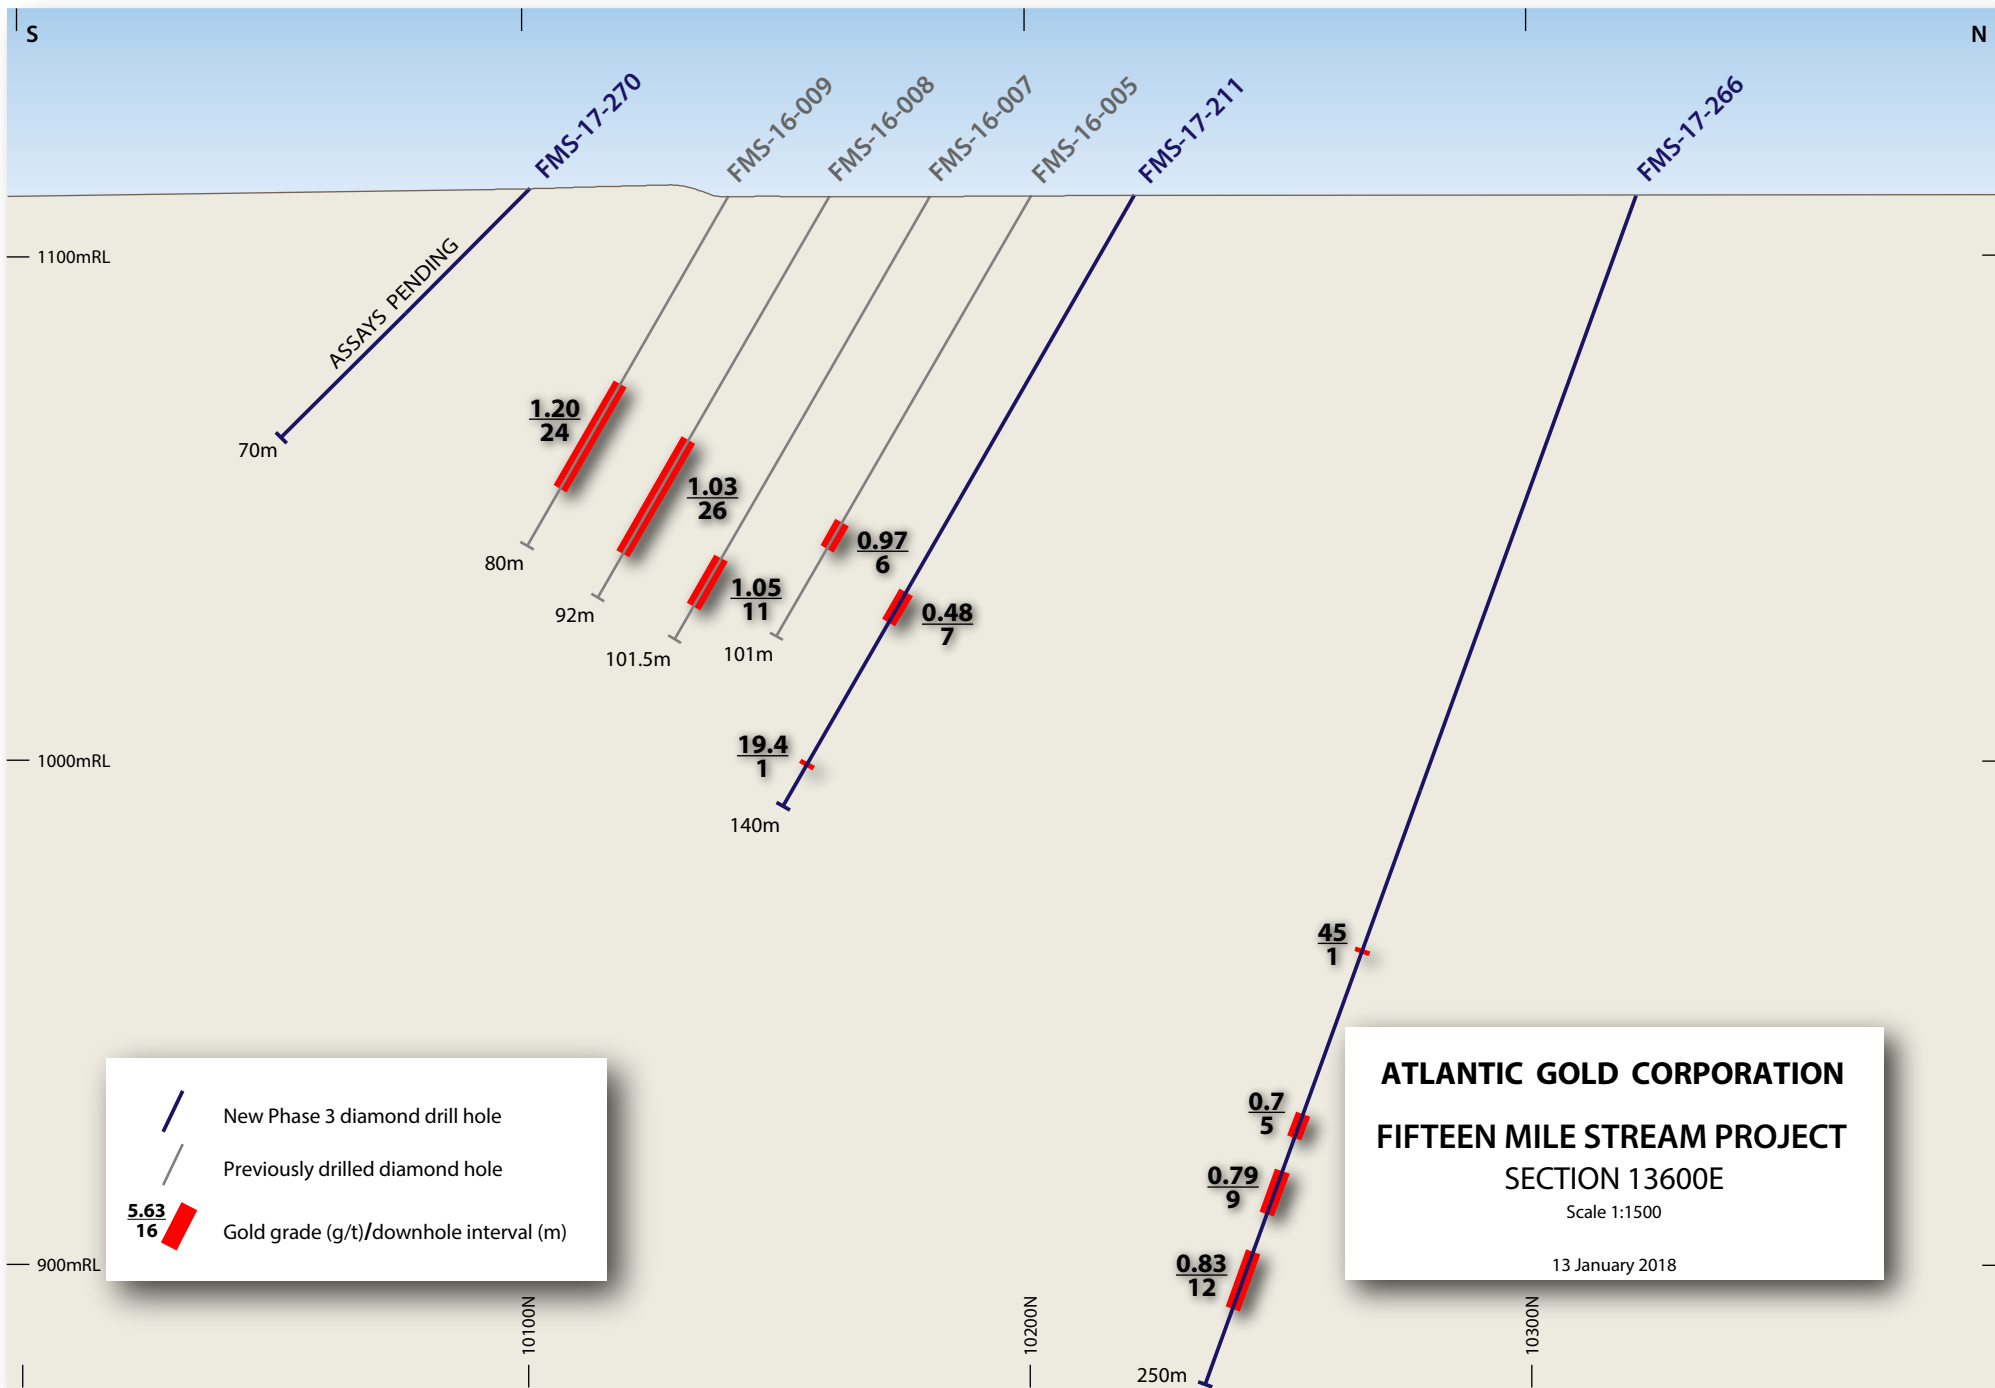 S
N
FMS-17-270
FMS-16-009
FMS-16-008
FMS-16-007
FMS-16-005
FMS-17-211
FMS-17-266
1100mRL
ASSAYS PENDING
70m
1.20
24
1.03
26
80m
0.97
6
1.05
11
92m
0.48
7
101.5m
101m
19.4
1
140m
45
1
0.7
5
0.79
9
0.83
12
250m
1000mRL
900mRL
10100N
10200N
10300N
New Phase 3 diamond drill hole
Previously drilled diamond hole
5.63
16
Gold grade (g/t)/downhole interval (m)
ATLANTIC GOLD CORPORATION
FIFTEEN MILE STREAM PROJECT
SECTION 13600E
Scale 1:1500
13 January 2018